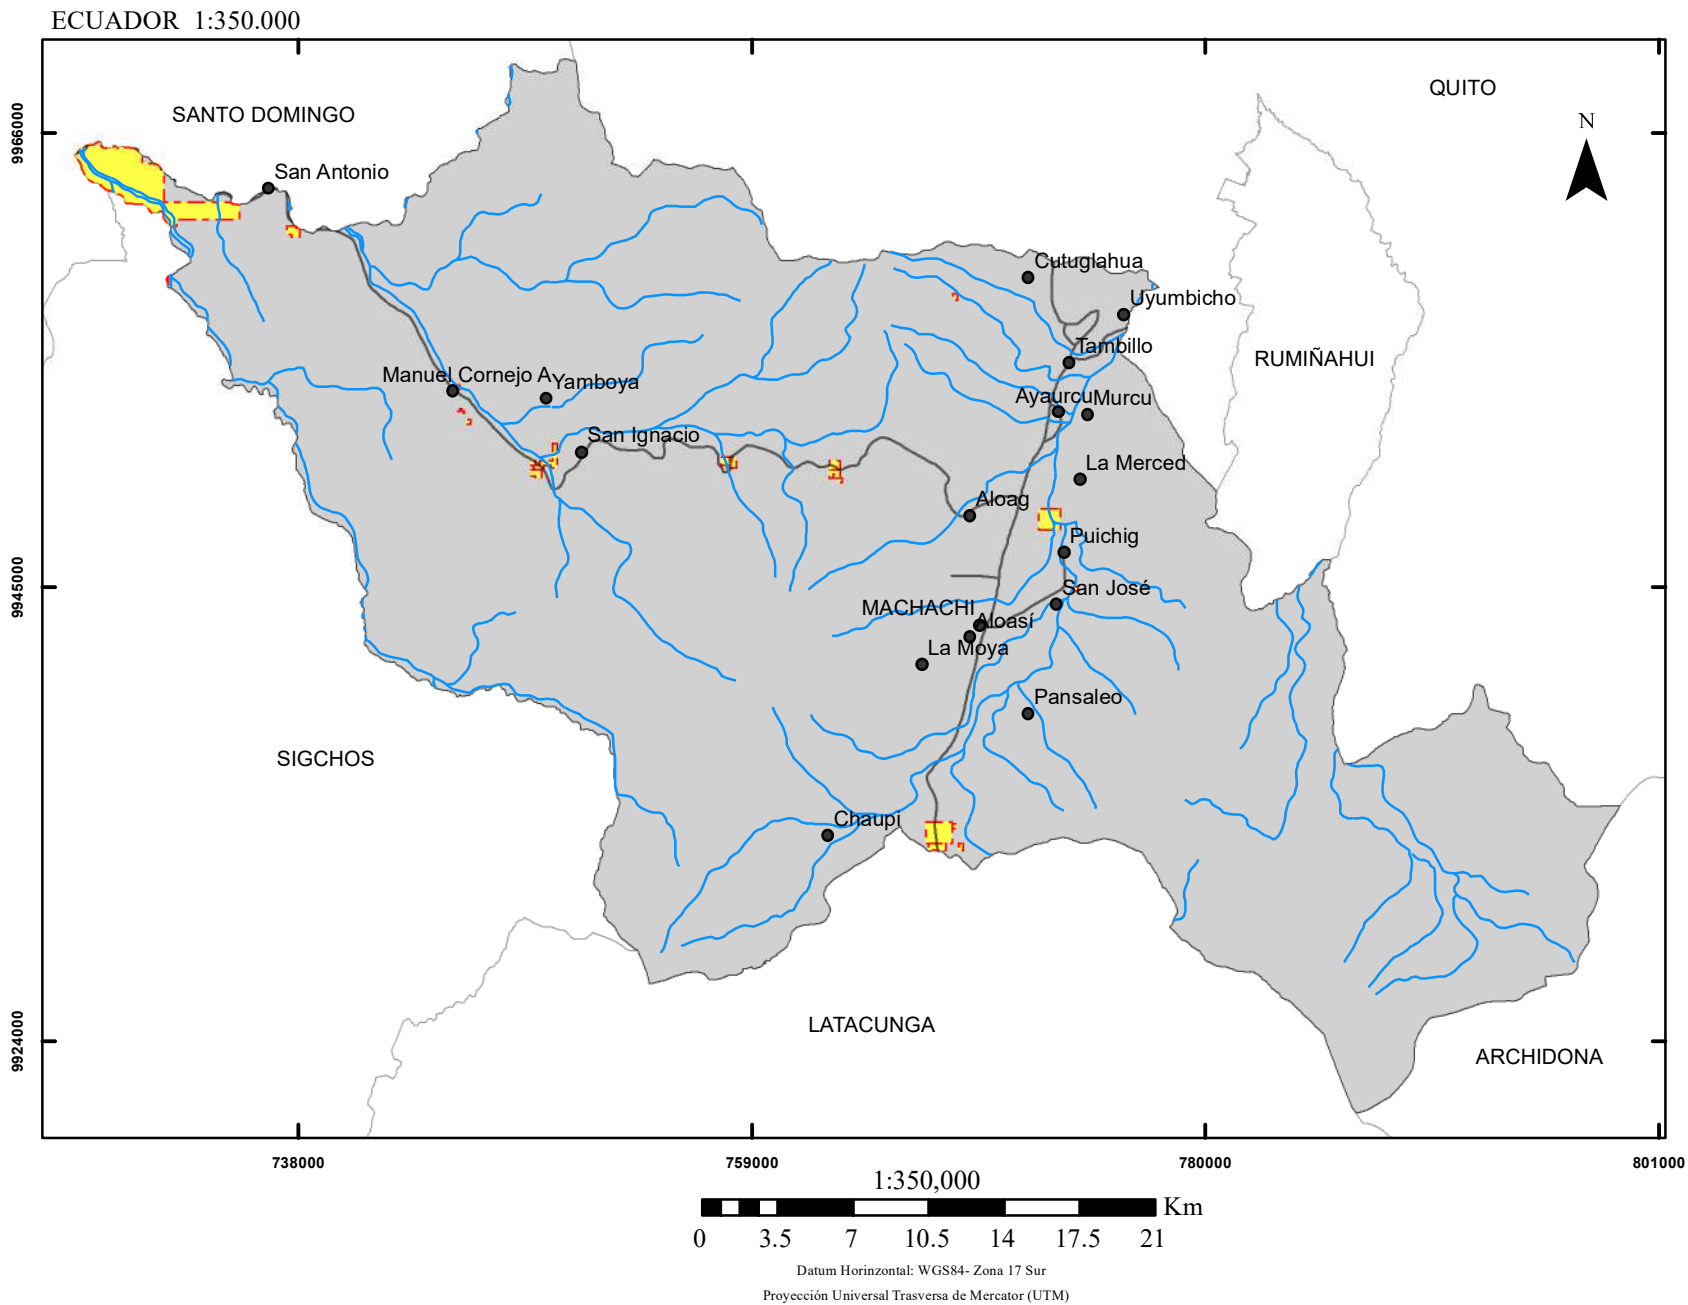 ECUADOR 1:350.000
QUITO
SANTO DOMINGO
N
9966000
San Antonio
Cutuglahua
Uyumbicho
Tambillo
RUMIÑAHUI
Manuel Cornejo A
Yamboya
Ayaurcu
Murcu
San Ignacio
La Merced
Aloag
Puichig
9945000
San José
MACHACHI
Aloasí
La Moya
Pansaleo
SIGCHOS
Chaupi
LATACUNGA
9924000
ARCHIDONA
738000 759000 780000 801000
1:350,000
Km
0 3.5 7 10.5 14 17.5 21
Datum Horinzontal: WGS84- Zona 17 Sur
Proyección Universal Trasversa de Mercator (UTM)